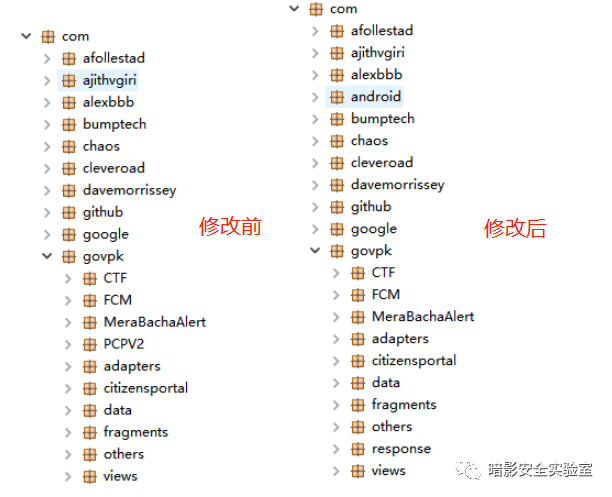 com
afollestad
ajithvgiri
alexbbb
bumptech
chaos
cleveroad
davemorrissey
github
google
govpk
CTF
FCM
MeraBachaAlert
PCPV2
adapters
citizensportal
data
fragments
others
views
修改前
com
afollestad
ajithvgiri
alexbbb
android
bumptech
chaos
cleveroad
davemorrissey
github
google
govpk
CTF
FCM
MeraBachaAlert
adapters
citizensportal
data
fragments
others
response
views
修改后
暗影安全实验室